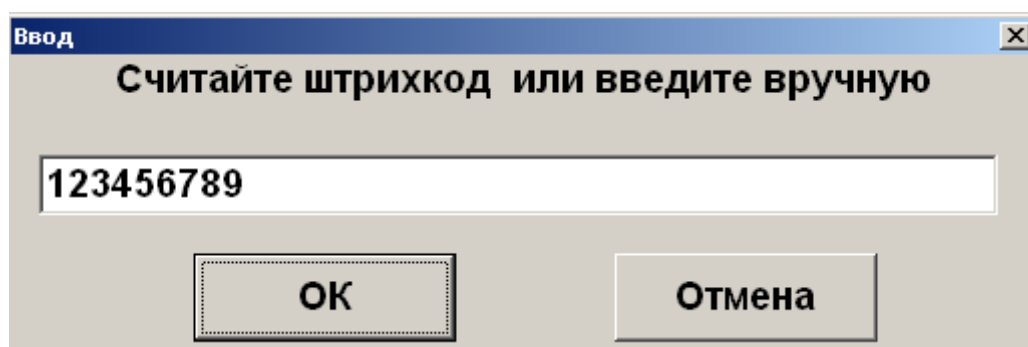 Ввод
Считайте штрихкод  или введите вручную
123456789
ОК
Отмена